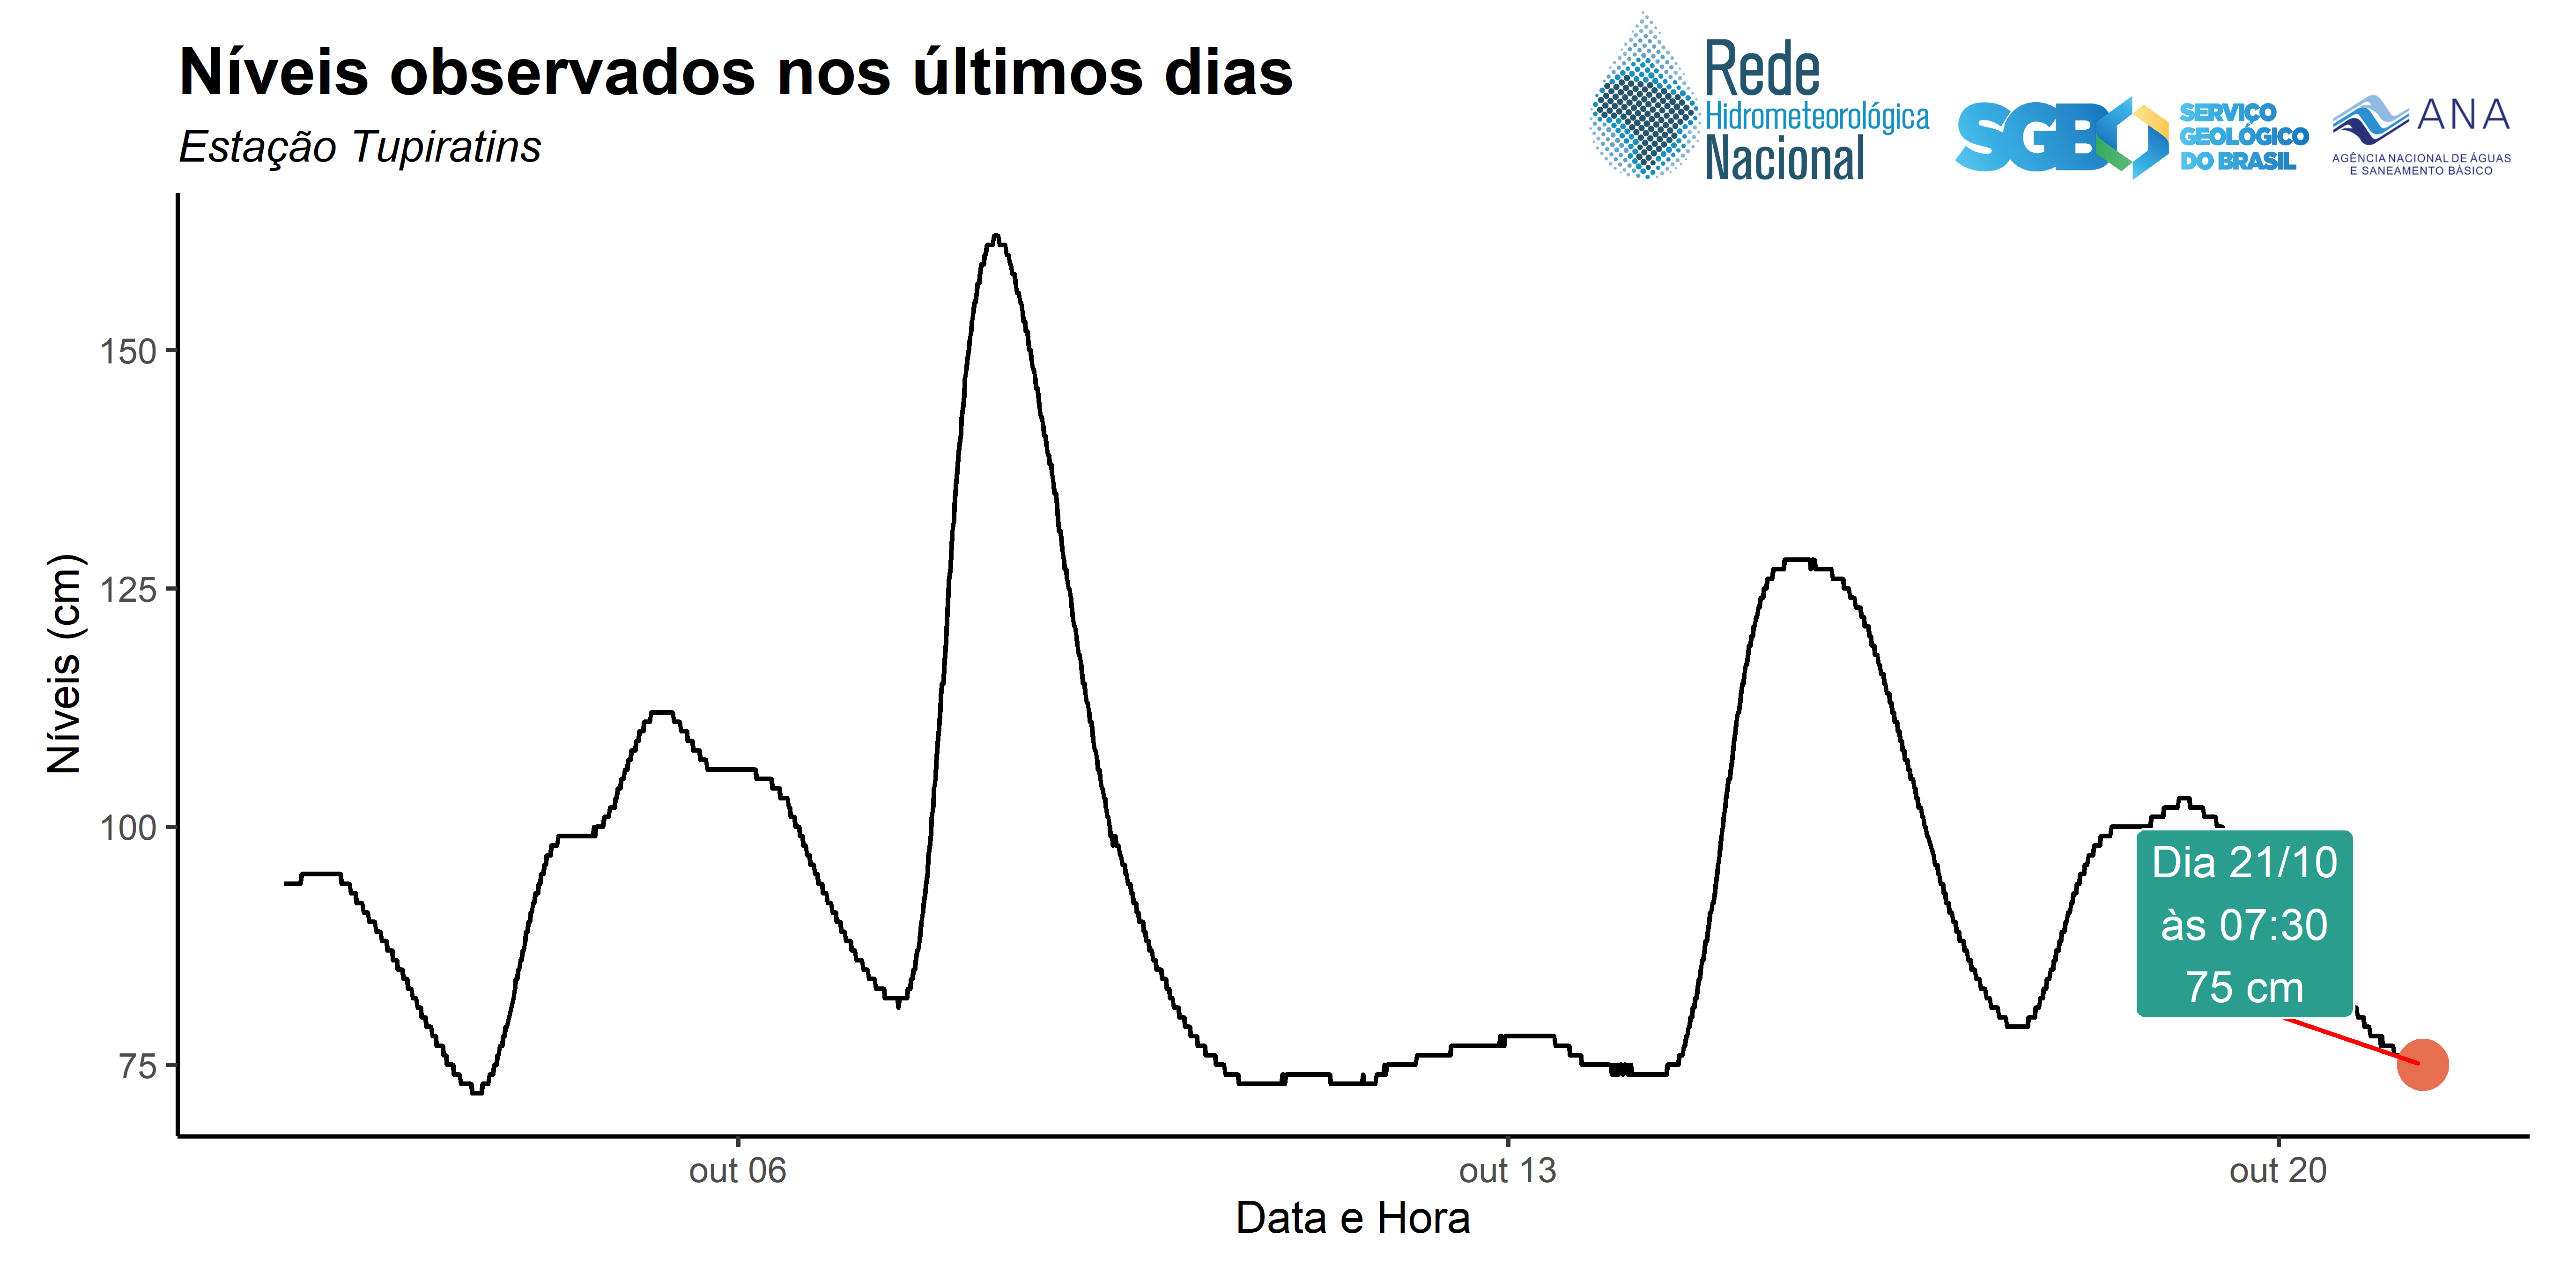 Níveis observados nos últimos dias
Estação Tupiratins
Rede
Hidrometeorológica
Nacional
SGB
SERVIÇO
GEOLÓGICO
DO BRASIL
ANA
AGÊNCIA NACIONAL DE ÁGUAS
E SANEAMENTO BÁSICO
Níveis (cm)
150
125
100
75
Dia 21/10
às 07:30
75 cm
out 06
out 13
out 20
Data e Hora